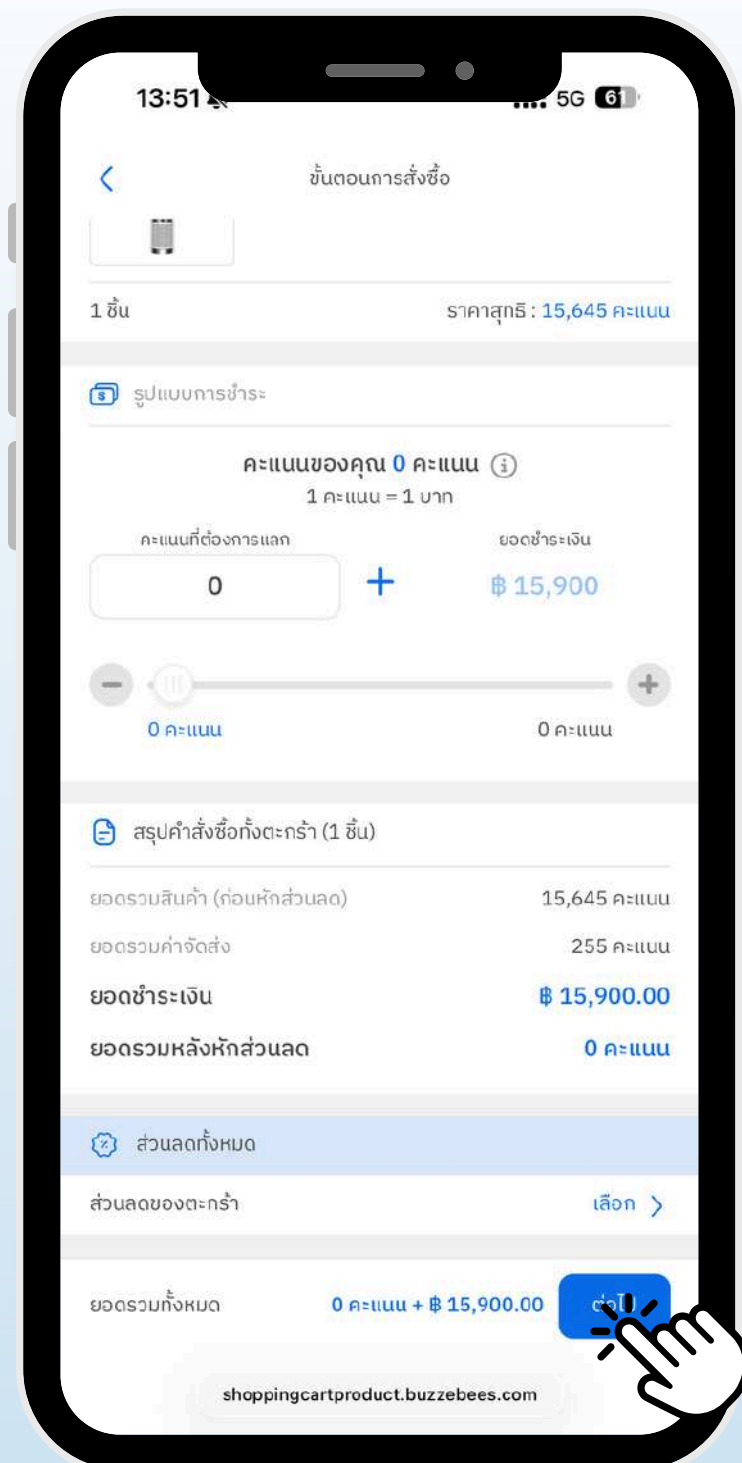 13:51
5G 61
ขั้นตอนการสั่งซื้อ
1 ชิ้น ราคาสุทธิ : 15,645 คะแนน
รูปแบบการชำระ
คะแนนของคุณ 0 คะแนน
1 คะแนน = 1 บาท
คะแนนที่ต้องการแลก ยอดชำระเงิน
0 + ฿ 15,900
0 คะแนน 0 คะแนน
สรุปคำสั่งซื้อทั้งตะกร้า (1 ชิ้น)
ยอดรวมสินค้า (ก่อนหักส่วนลด) 15,645 คะแนน
ยอดรวมค่าจัดส่ง 255 คะแนน
ยอดชำระเงิน ฿ 15,900.00
ยอดรวมหลังหักส่วนลด 0 คะแนน
ส่วนลดทั้งหมด
ส่วนลดของตะกร้า เลือก
ยอดรวมทั้งหมด 0 คะแนน + ฿ 15,900.00 ต่อไป
shoppingcartproduct.buzzebees.com